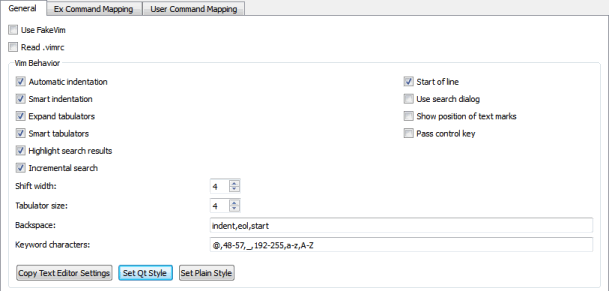 General Ex Command Mapping User Command Mapping
Use FakeVim
Read .vimrc
Vim Behavior
Automatic indentation Start of line
Smart indentation Use search dialog
Expand tabulators Show position of text marks
Smart tabulators Pass control key
Highlight search results
Incremental search
Shift width: 4
Tabulator size: 4
Backspace: indent,eol,start
Keyword characters: @,48-57,_,192-255,a-z,A-Z
Copy Text Editor Settings Set Qt Style Set Plain Style